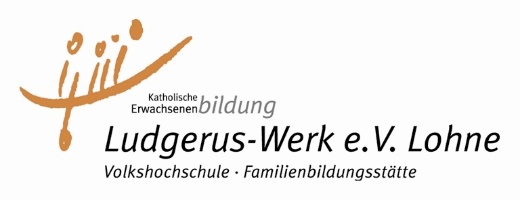 Katholische
Erwachsenenbildung
Ludgerus-Werk e.V. Lohne
Volkshochschule · Familienbildungsstätte